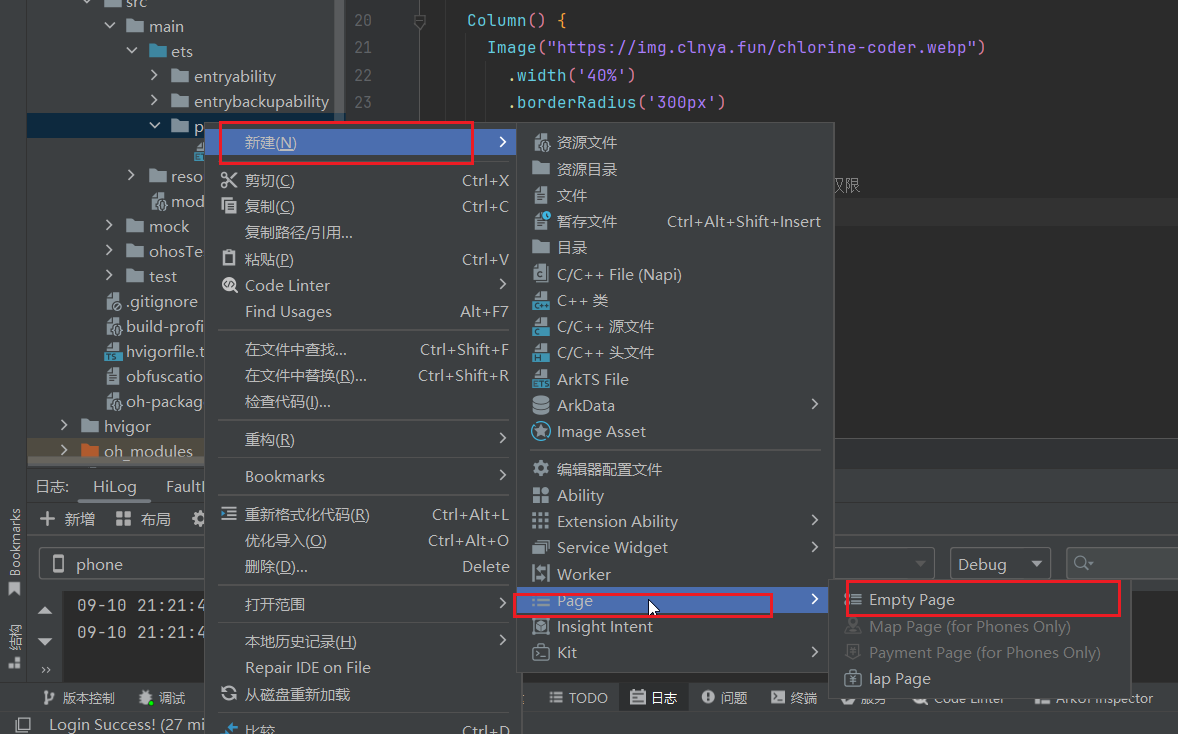 src
main
ets
entryability
entrybackupability
p
reso
mod
mock
ohosTe
test
.gitignore
build-profi
hvigorfile.t
obfuscatio
oh-packag
hvigor
oh_modules
20 Column() {
21 Image("https://img.clnya.fun/chlorine-coder.webp")
22 .width('40%')
23 .borderRadius('300px')
权限
新建(N)
剪切(C) Ctrl+X
复制(C) Ctrl+C
复制路径/引用...
粘贴(P) Ctrl+V
Code Linter
Find Usages Alt+F7
在文件中查找... Ctrl+Shift+F
在文件中替换(R)... Ctrl+Shift+R
检查代码(I)...
重构(R)
Bookmarks
重新格式化代码(R) Ctrl+Alt+L
优化导入(O) Ctrl+Alt+O
删除(D)... Delete
打开范围
本地历史记录(H)
Repair IDE on File
从磁盘重新加载
比较 Ctrl+D
资源文件
资源目录
文件
暂存文件 Ctrl+Alt+Shift+Insert
目录
C/C++ File (Napi)
C++ 类
C/C++ 源文件
C/C++ 头文件
ArkTS File
ArkData
Image Asset
编辑器配置文件
Ability
Extension Ability
Service Widget
Worker
Page
Insight Intent
Kit
Empty Page
Map Page (for Phones Only)
Payment Page (for Phones Only)
Iap Page
日志: HiLog Faultl
新增 布局
phone
Debug
09-10 21:21:4
09-10 21:21:4
Bookmarks
结构
版本控制 调试 TODO 日志 问题 终端 服务 Code Linter ArkUI Inspector
Login Success! (27 mi